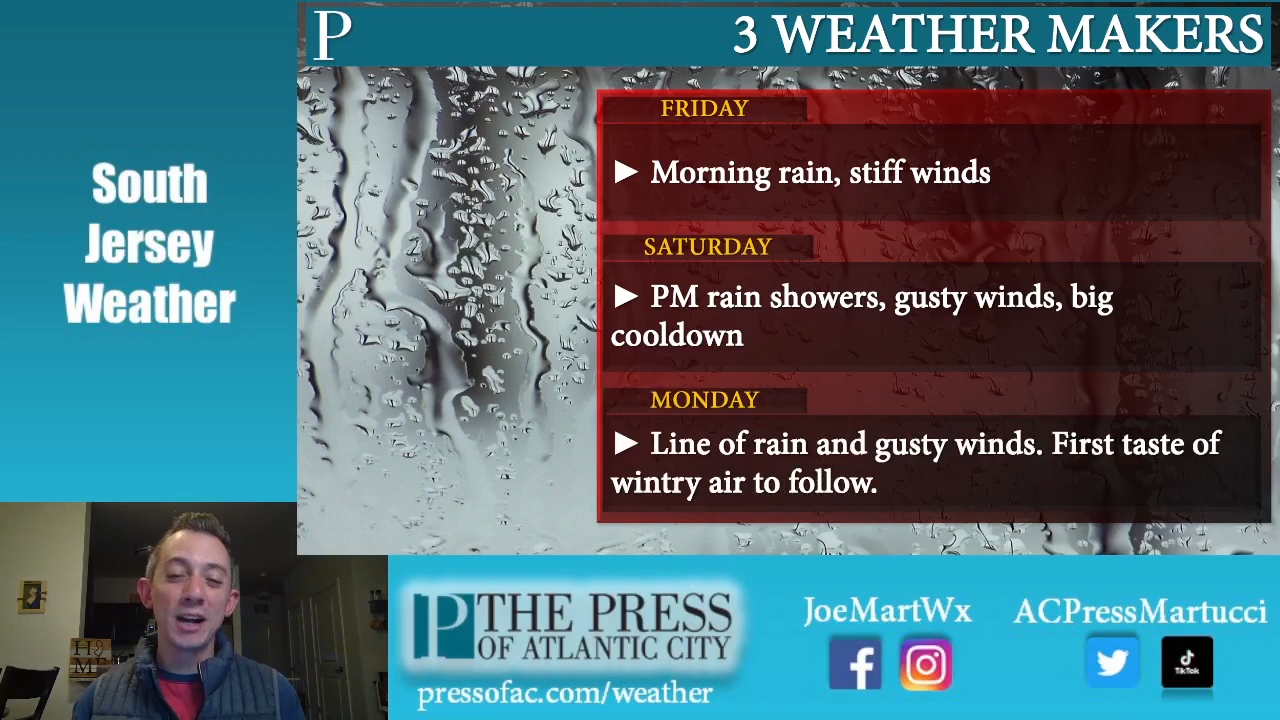 South
Jersey
Weather
P
3 WEATHER MAKERS
FRIDAY
► Morning rain, stiff winds
SATURDAY
► PM rain showers, gusty winds, big
cooldown
MONDAY
► Line of rain and gusty winds. First taste of
wintry air to follow.
P THE PRESS
OF ATLANTIC CITY
pressofac.com/weather
JoeMartWx
ACPressMartucci
TikTok